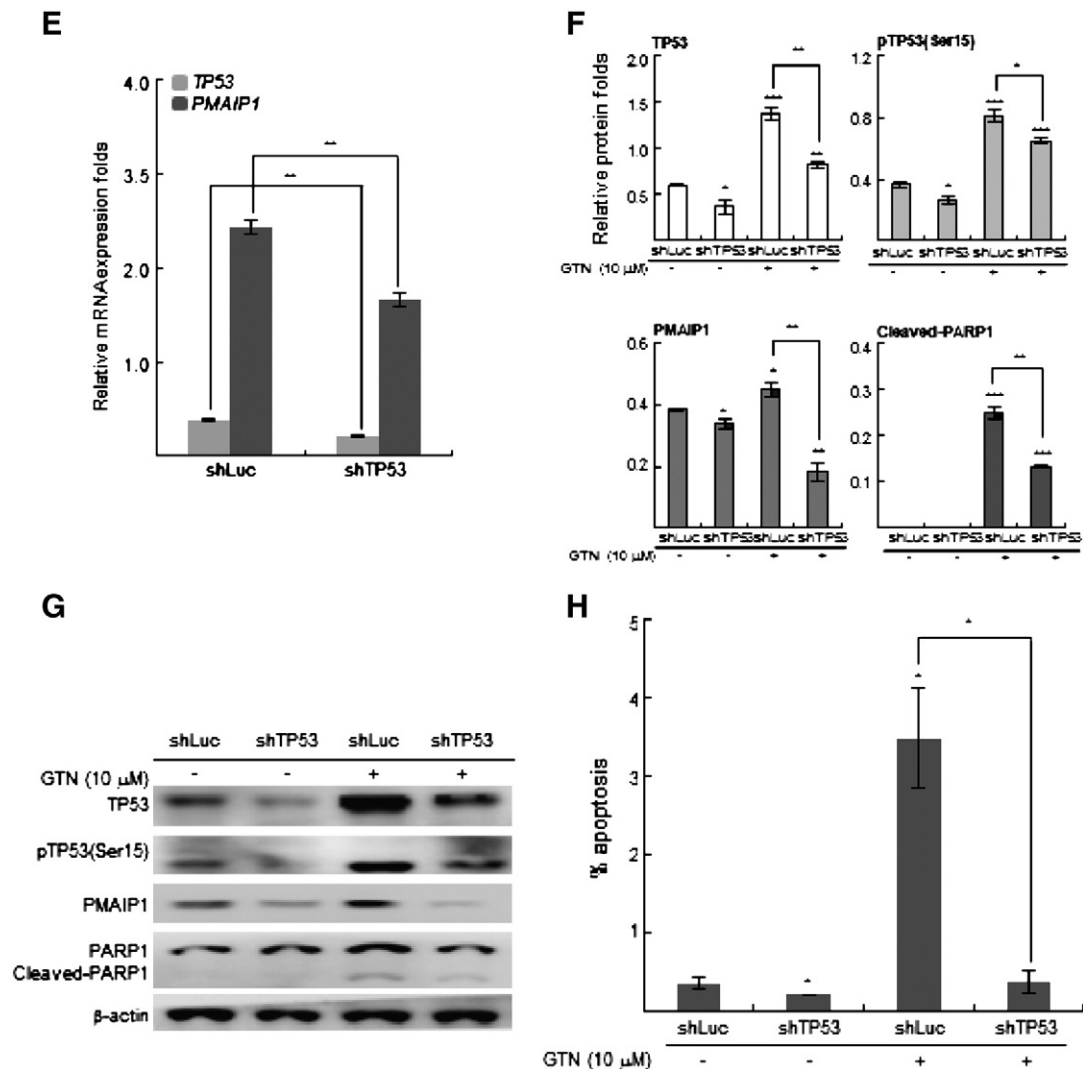 E
4.0
3.5
2.0
1.0
Relative mRNAexpression folds
TP53
PMAIP1
**
**
shLuc
shTP53
F
TP53
2.0
1.5
1.0
0.5
Relative protein folds
*
***
**
**
shLuc shTP53 shLuc shTP53
GTN (10 μM) - - + +
pTP53(Ser15)
1.2
0.8
0.4
*
***
***
*
shLuc shTP53 shLuc shTP53
- - + +
PMAIP1
0.6
0.4
0.2
*
*
**
**
shLuc shTP53 shLuc shTP53
GTN (10 μM) - - + +
Cleaved-PARP1
0.4
0.3
0.2
0.1
***
**
***
shLuc shTP53 shLuc shTP53
- - + +
G
shLuc shTP53 shLuc shTP53
GTN (10 μM) - - + +
TP53
pTP53(Ser15)
PMAIP1
PARP1
Cleaved-PARP1
β-actin
H
5
4
3
2
1
% apoptosis
*
*
*
shLuc shTP53 shLuc shTP53
GTN (10 μM) - - + +